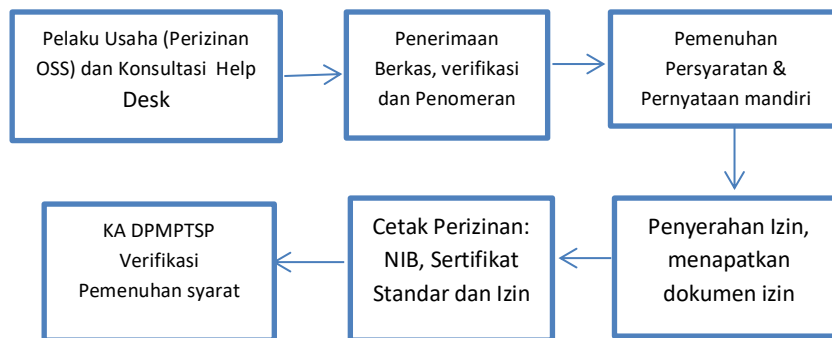 Pelaku Usaha (Perizinan
OSS) dan Konsultasi Help
Desk
Penerimaan
Berkas, verifikasi
dan Penomeran
Pemenuhan
Persyaratan &
Pernyataan mandiri
Penyerahan Izin,
menapatkan
dokumen izin
Cetak Perizinan:
NIB, Sertifikat
Standar dan Izin
KA DPMPTSP
Verifikasi
Pemenuhan syarat